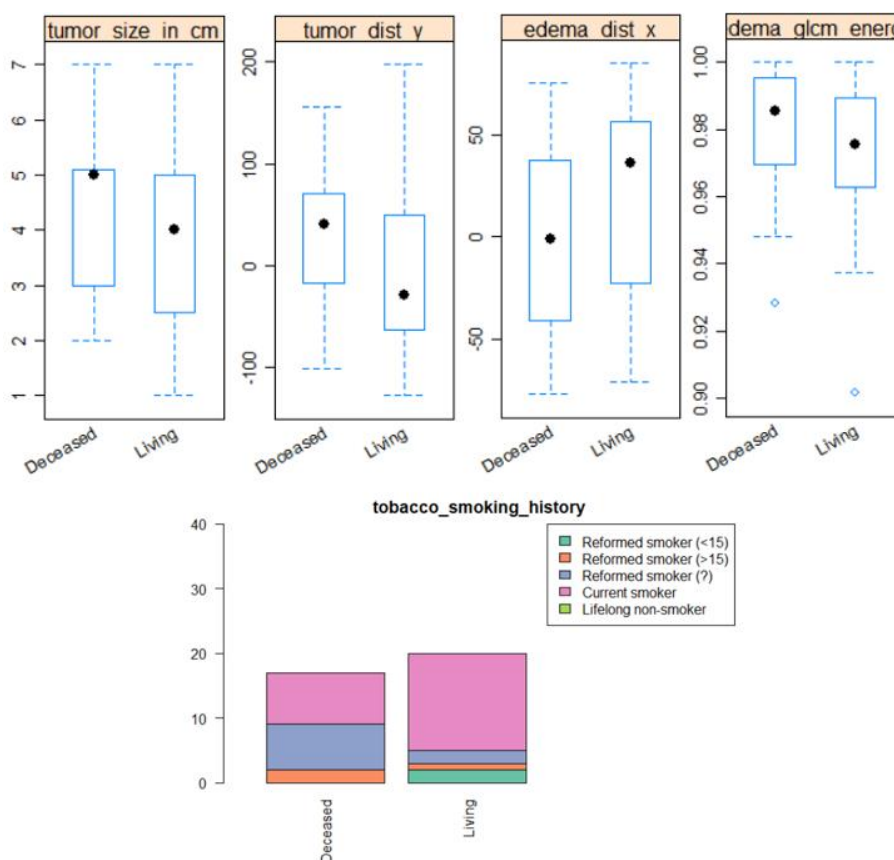 tumor size in cm
7
6
5
4
3
2
1
Deceased
Living
tumor dist y
200
100
0
-100
Deceased
Living
edema dist x
50
0
-50
Deceased
Living
dema glcm energ
1.00
0.98
0.96
0.94
0.92
0.90
Deceased
Living
tobacco_smoking_history
40
30
20
10
0
Deceased
Living
Reformed smoker (<15)
Reformed smoker (>15)
Reformed smoker (?)
Current smoker
Lifelong non-smoker